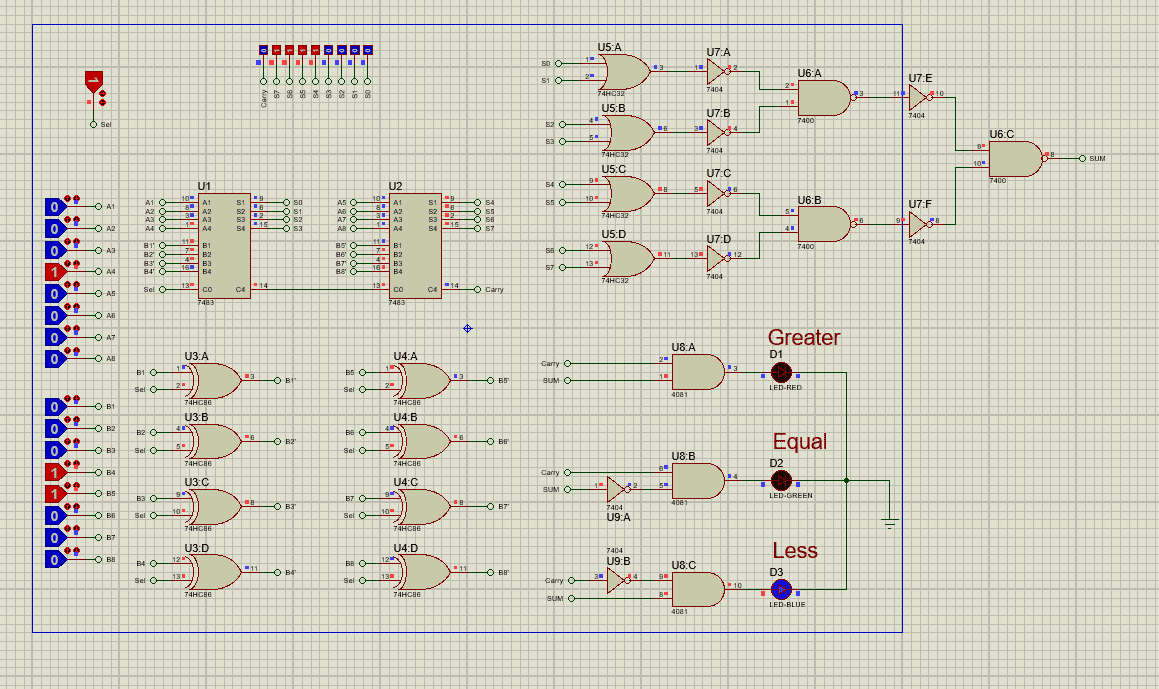 0 1 1 1 1 0 0 0 0
Carry S7 S6 S5 S4 S3 S2 S1 S0
1
Sel
0 A1
0 A2
0 A3
1 A4
0 A5
0 A6
0 A7
0 A8
0 B1
0 B2
0 B3
1 B4
1 B5
0 B6
0 B7
0 B8
U1
A1 10 A1 S1 9 S0
A2 8 A2 S2 6 S1
A3 3 A3 S3 2 S2
A4 1 A4 S4 15 S3
B1' 11 B1
B2' 7 B2
B3' 4 B3
B4' 16 B4
Sel 13 C0 C4 14
7483
U2
A5 10 A1 S1 9 S4
A6 8 A2 S2 6 S5
A7 3 A3 S3 2 S6
A8 1 A4 S4 15 S7
B5' 11 B1
B6' 7 B2
B7' 4 B3
B8' 16 B4
13 C0 C4 14 Carry
7483
U3:A
B1 1 3 B1'
Sel 2
74HC86
U3:B
B2 4 6 B2'
Sel 5
74HC86
U3:C
B3 9 8 B3'
Sel 10
74HC86
U3:D
B4 12 11 B4'
Sel 13
74HC86
U4:A
B5 1 3 B5'
Sel 2
74HC86
U4:B
B6 4 6 B6'
Sel 5
74HC86
U4:C
B7 9 8 B7'
Sel 10
74HC86
U4:D
B8 12 11 B8'
Sel 13
74HC86
U5:A
S0 1 3
S1 2
74HC32
U7:A
1 2
7404
U5:B
S2 4 6
S3 5
74HC32
U7:B
3 4
7404
U6:A
2 3
1
7400
U7:E
11 10
7404
U5:C
S4 9 8
S5 10
74HC32
U7:C
5 6
7404
U5:D
S6 12 11
S7 13
74HC32
U7:D
13 12
7404
U6:B
5 6
4
7400
U7:F
9 8
7404
U6:C
9 8 SUM
10
7400
Greater
U8:A
D1
Carry 2 3
SUM 1
4081
LED-RED
Equal
U8:B
D2
Carry 6 4
SUM 1 2 5
7404
U9:A
4081
LED-GREEN
Less
7404
U9:B
U8:C
D3
Carry 3 4 9 10
SUM 8
4081
LED-BLUE